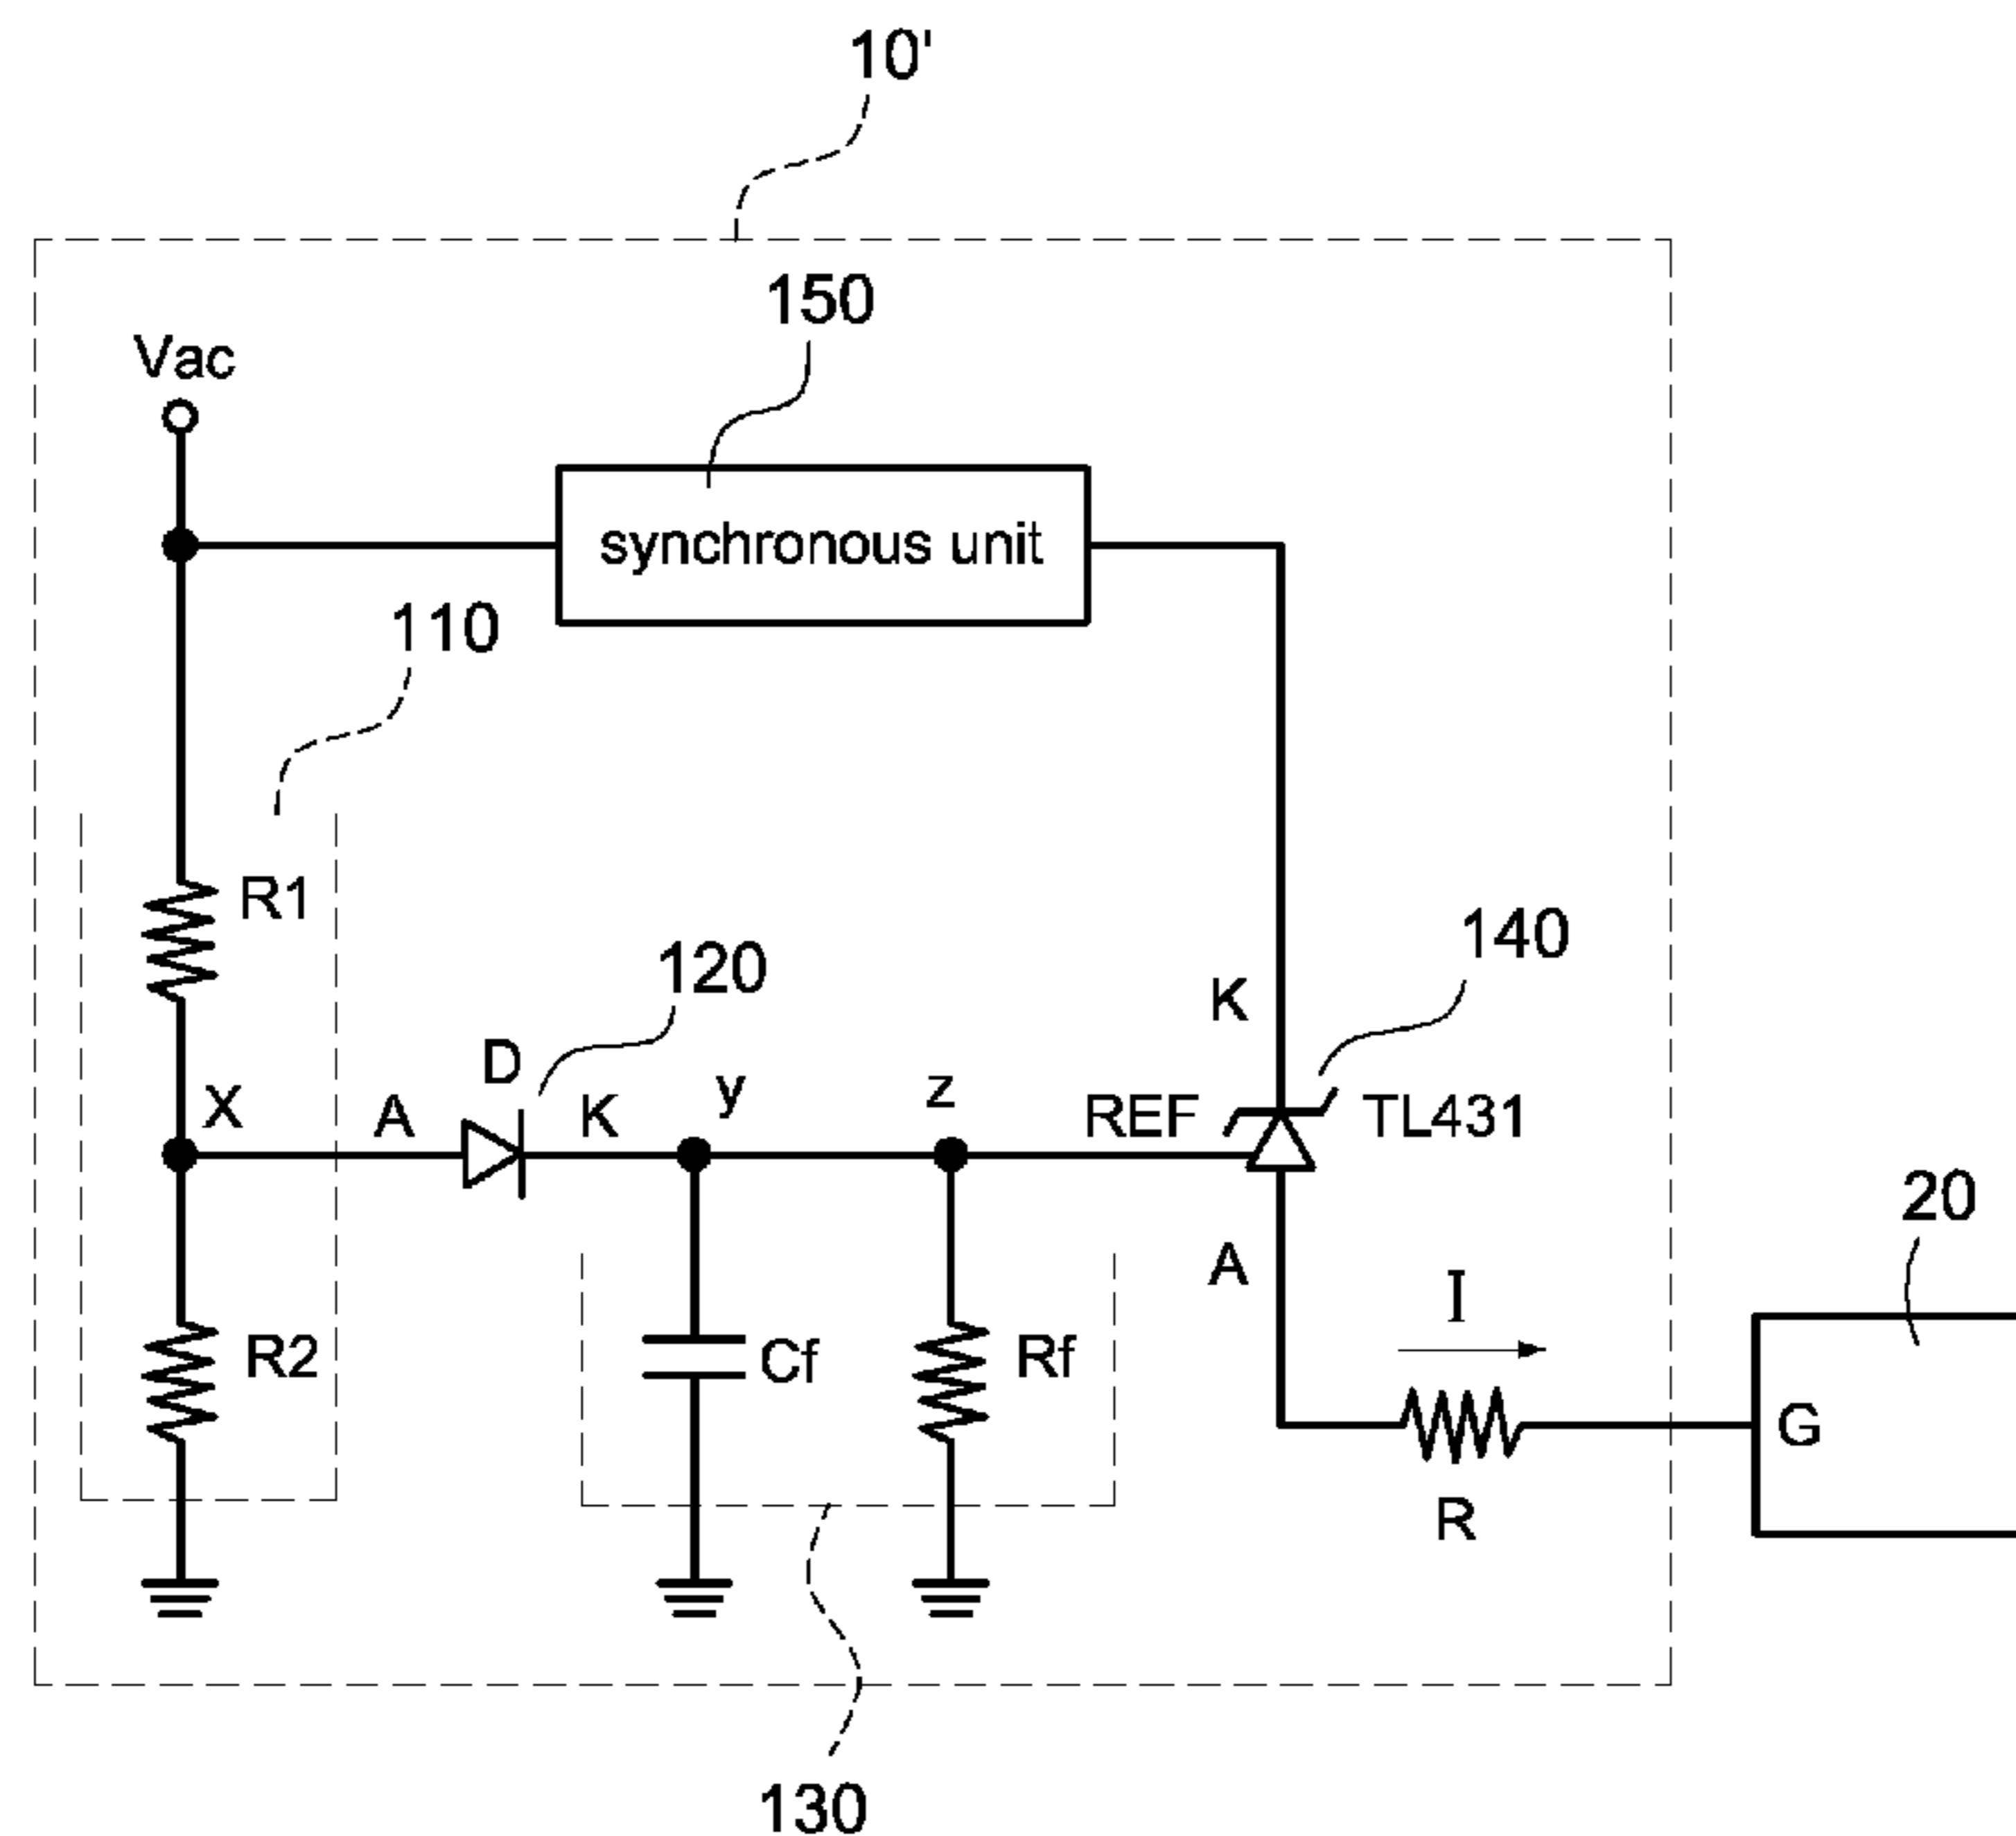 10'
150
Vac
synchronous unit
110
R1
140
120
K
D
X
A
K
y
z
REF
TL431
20
A
I
R2
Cf
Rf
G
R
130